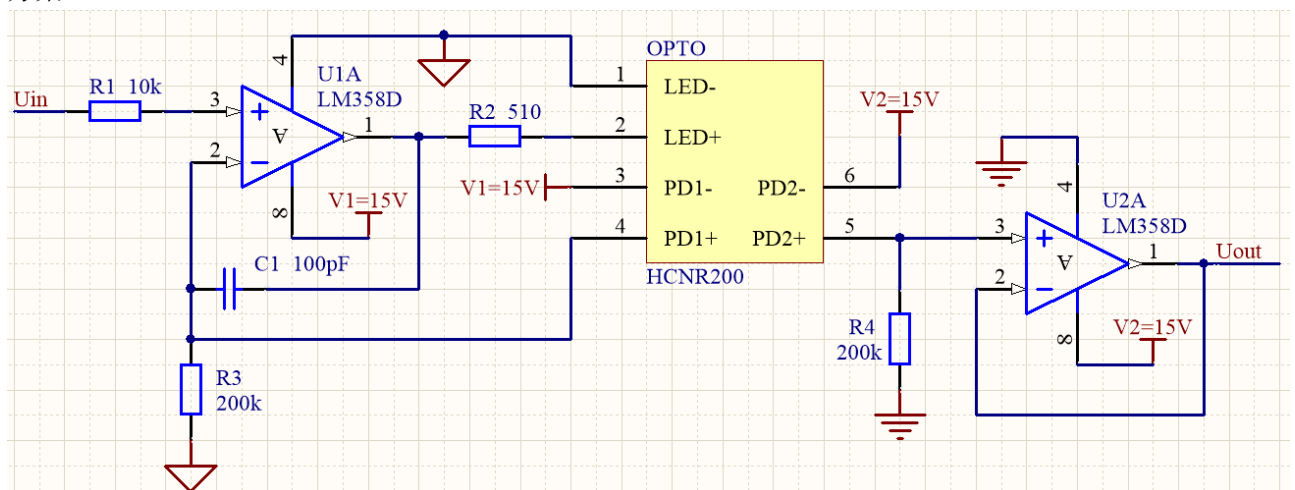 OPTO
R1 10k
Uin
3
2
4
8
1
+
−
A
U1A
LM358D
V1=15V
C1 100pF
R2 510
R3
200k
V1=15V
1
2
3
4
LED-
LED+
PD1-
PD1+
PD2-
PD2+
6
5
HCNR200
V2=15V
R4
200k
3
2
4
8
1
+
−
A
U2A
LM358D
V2=15V
Uout